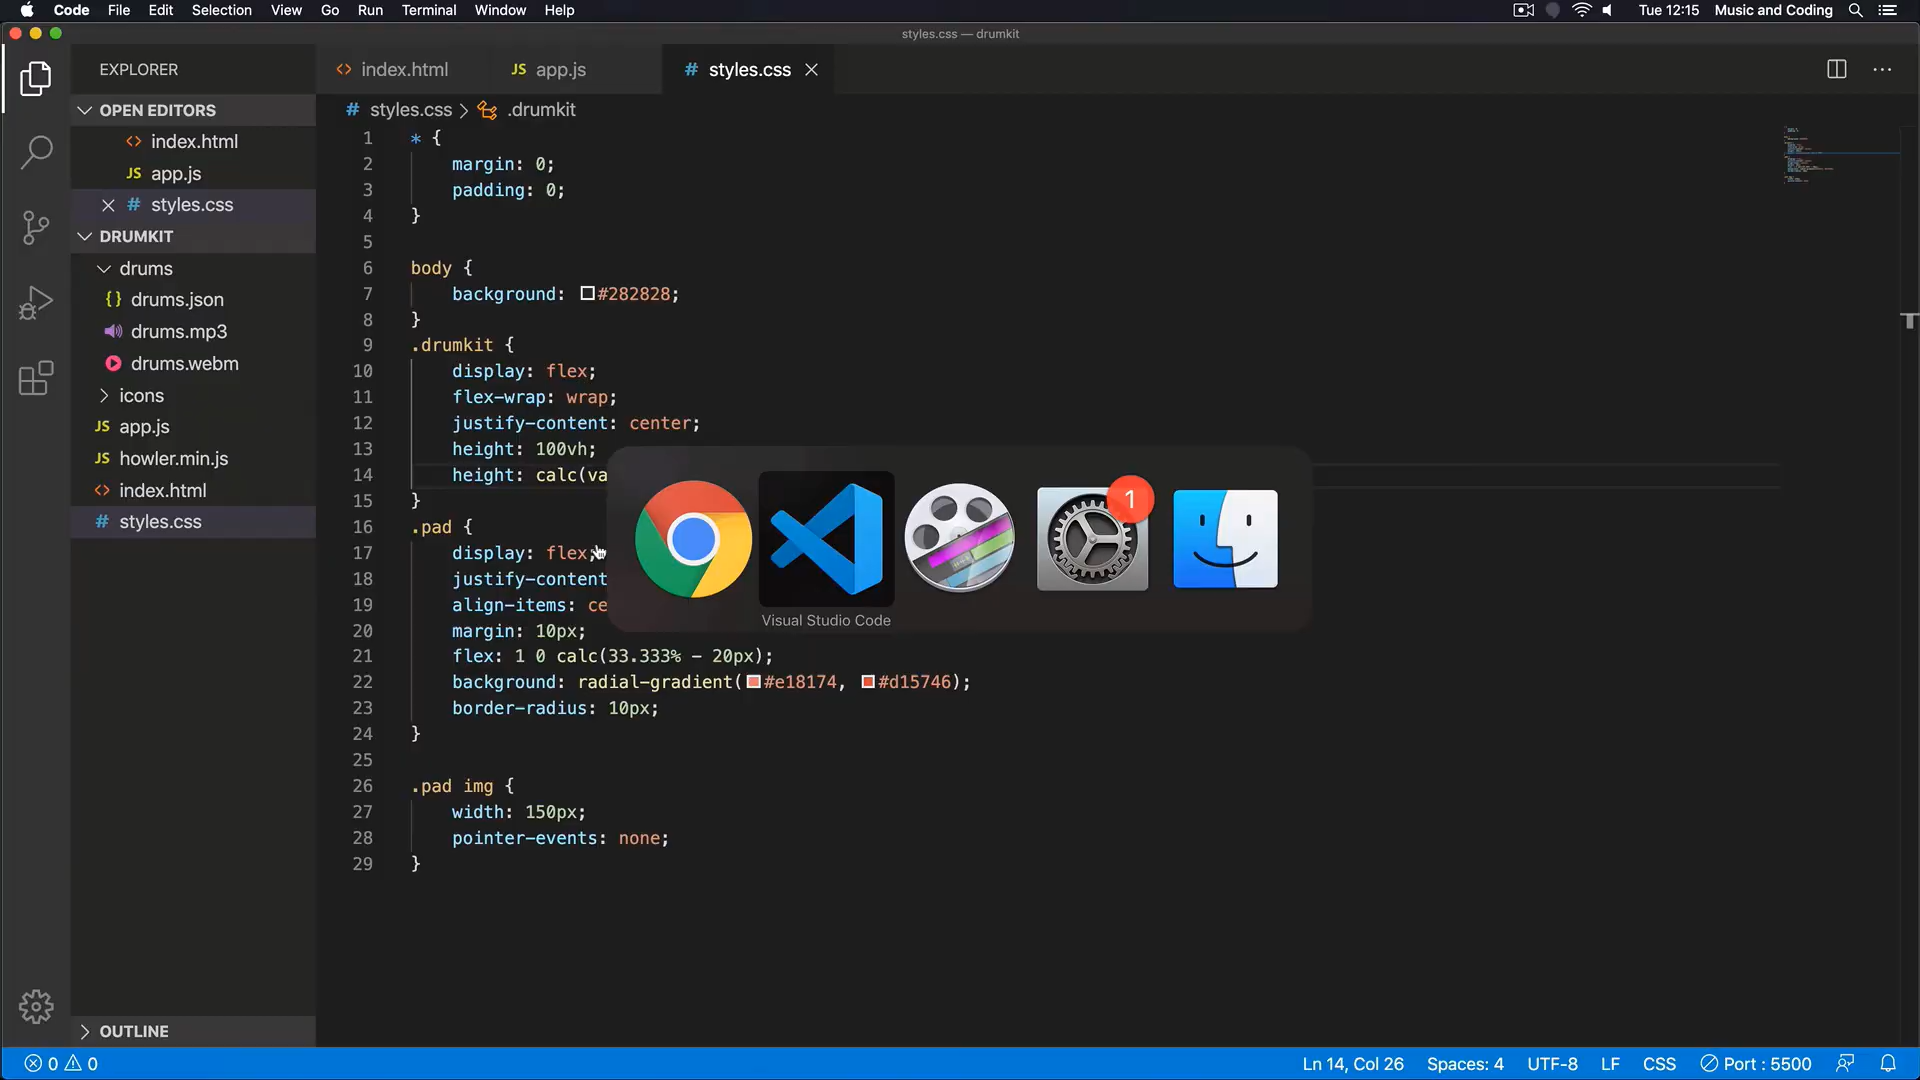 Code File Edit Selection View Go Run Terminal Window Help
Tue 12:15 Music and Coding
styles.css — drumkit
EXPLORER
OPEN EDITORS
<> index.html
JS app.js
# styles.css
DRUMKIT
drums
{} drums.json
drums.mp3
drums.webm
icons
JS app.js
JS howler.min.js
<> index.html
# styles.css
OUTLINE
<> index.html JS app.js # styles.css
# styles.css > .drumkit
1 * {
2 margin: 0;
3 padding: 0;
4 }
5
6 body {
7 background: #282828;
8 }
9 .drumkit {
10 display: flex;
11 flex-wrap: wrap;
12 justify-content: center;
13 height: 100vh;
14 height: calc(va
15 }
16 .pad {
17 display: flex;
18 justify-content
19 align-items: ce
20 margin: 10px;
21 flex: 1 0 calc(33.333% - 20px);
22 background: radial-gradient(#e18174, #d15746);
23 border-radius: 10px;
24 }
25
26 .pad img {
27 width: 150px;
28 pointer-events: none;
29 }
1
Visual Studio Code
0 0
Ln 14, Col 26 Spaces: 4 UTF-8 LF CSS Port : 5500